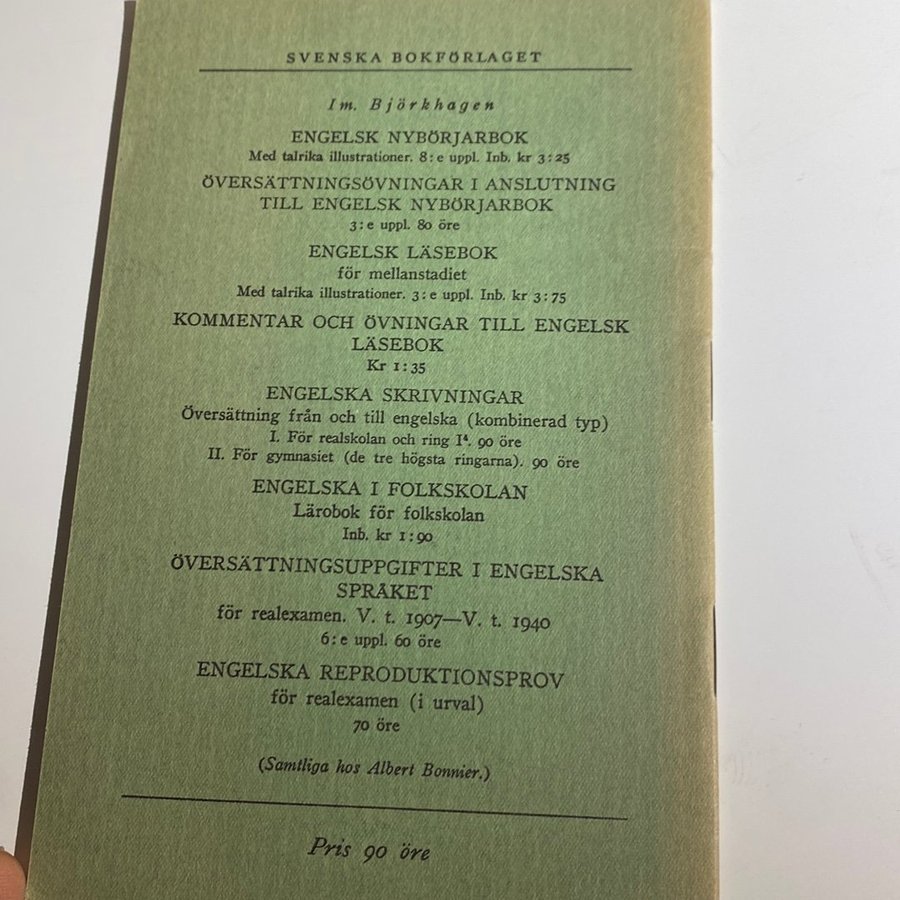 SVENSKA BOKFÖRLAGET
Im. Björkhagen
ENGELSK NYBÖRJARBOK
Med talrika illustrationer. 8:e uppl. Inb. kr 3:25
ÖVERSÄTTNINGSÖVNINGAR I ANSLUTNING
TILL ENGELSK NYBÖRJARBOK
3:e uppl. 80 öre
ENGELSK LÄSEBOK
för mellanstadiet
Med talrika illustrationer. 3:e uppl. Inb. kr 3:75
KOMMENTAR OCH ÖVNINGAR TILL ENGELSK
LÄSEBOK
Kr 1:35
ENGELSKA SKRIVNINGAR
Översättning från och till engelska (kombinerad typ)
I. För realskolan och ring I⁴. 90 öre
II. För gymnasiet (de tre högsta ringarna). 90 öre
ENGELSKA I FOLKSKOLAN
Lärobok för folkskolan
Inb. kr 1:90
ÖVERSÄTTNINGSUPPGIFTER I ENGELSKA
SPRÅKET
för realexamen. V. t. 1907—V. t. 1940
6:e uppl. 60 öre
ENGELSKA REPRODUKTIONSPROV
för realexamen (i urval)
70 öre
(Samtliga hos Albert Bonnier.)
Pris 90 öre